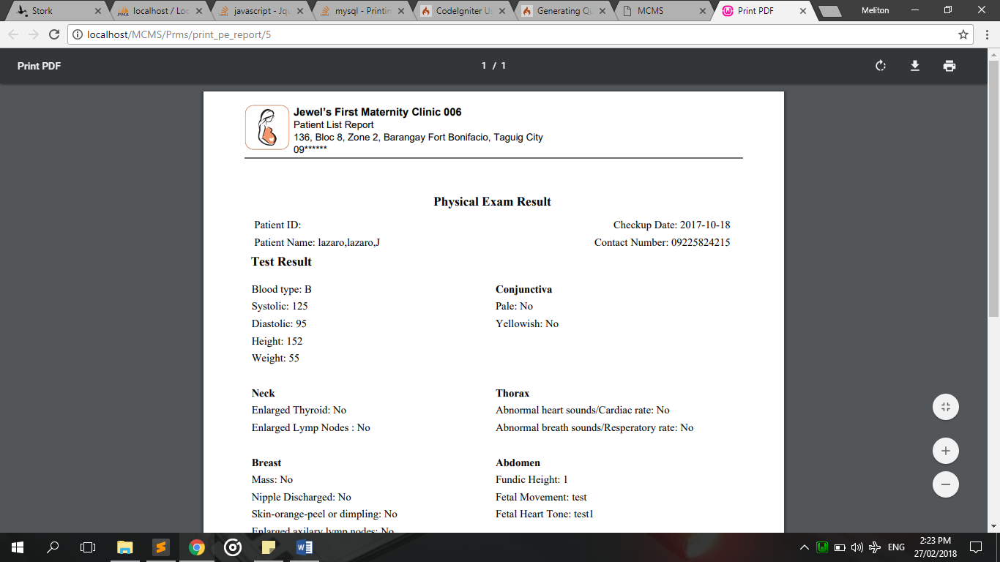 Stork
localhost / Loc
javascript - Jqu
mysql - Printin
CodeIgniter Us
Generating Qu
MCMS
Print PDF
Meliton
localhost/MCMS/Prms/print_pe_report/5
Print PDF
1 / 1
Jewel's First Maternity Clinic 006
Patient List Report
136, Bloc 8, Zone 2, Barangay Fort Bonifacio, Taguig City
09******
Physical Exam Result
Patient ID:
Checkup Date: 2017-10-18
Patient Name: lazaro,lazaro,J
Contact Number: 09225824215
Test Result
Blood type: B
Systolic: 125
Diastolic: 95
Height: 152
Weight: 55
Conjunctiva
Pale: No
Yellowish: No
Neck
Enlarged Thyroid: No
Enlarged Lymp Nodes : No
Thorax
Abnormal heart sounds/Cardiac rate: No
Abnormal breath sounds/Resperatory rate: No
Breast
Mass: No
Nipple Discharged: No
Skin-orange-peel or dimpling: No
Enlarged axilary lymp nodes: No
Abdomen
Fundic Height: 1
Fetal Movement: test
Fetal Heart Tone: test1
ENG
2:23 PM
27/02/2018